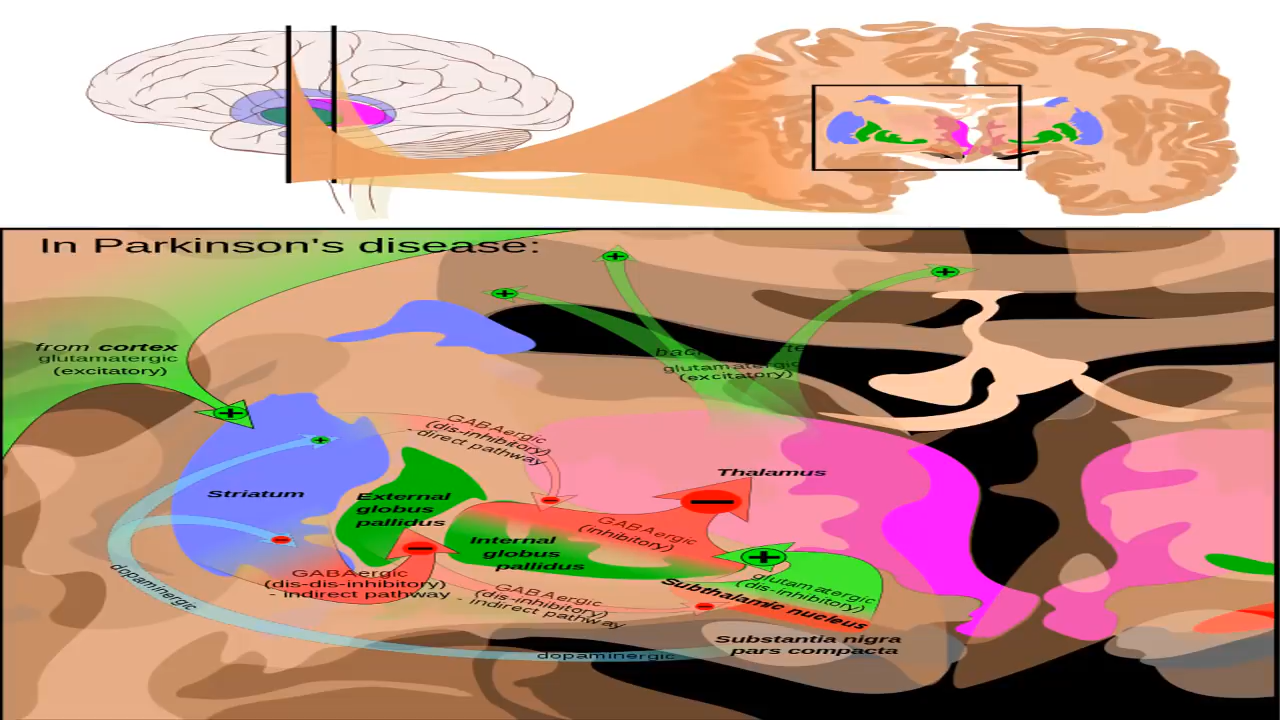 In Parkinson's disease:
from cortex
glutamatergic
(excitatory)
glutamatergic
(excitatory)
GABAergic
(dis-inhibitory)
- direct pathway
Thalamus
Striatum
External
globus
pallidus
GABAergic
(inhibitory)
Internal
globus
pallidus
GABAergic
(dis-dis-inhibitory)
- indirect pathway
GABAergic
(dis-inhibitory)
- indirect pathway
glutamatergic
(dis-inhibitory)
Subthalamic nucleus
dopaminergic
Substantia nigra
pars compacta
dopaminergic